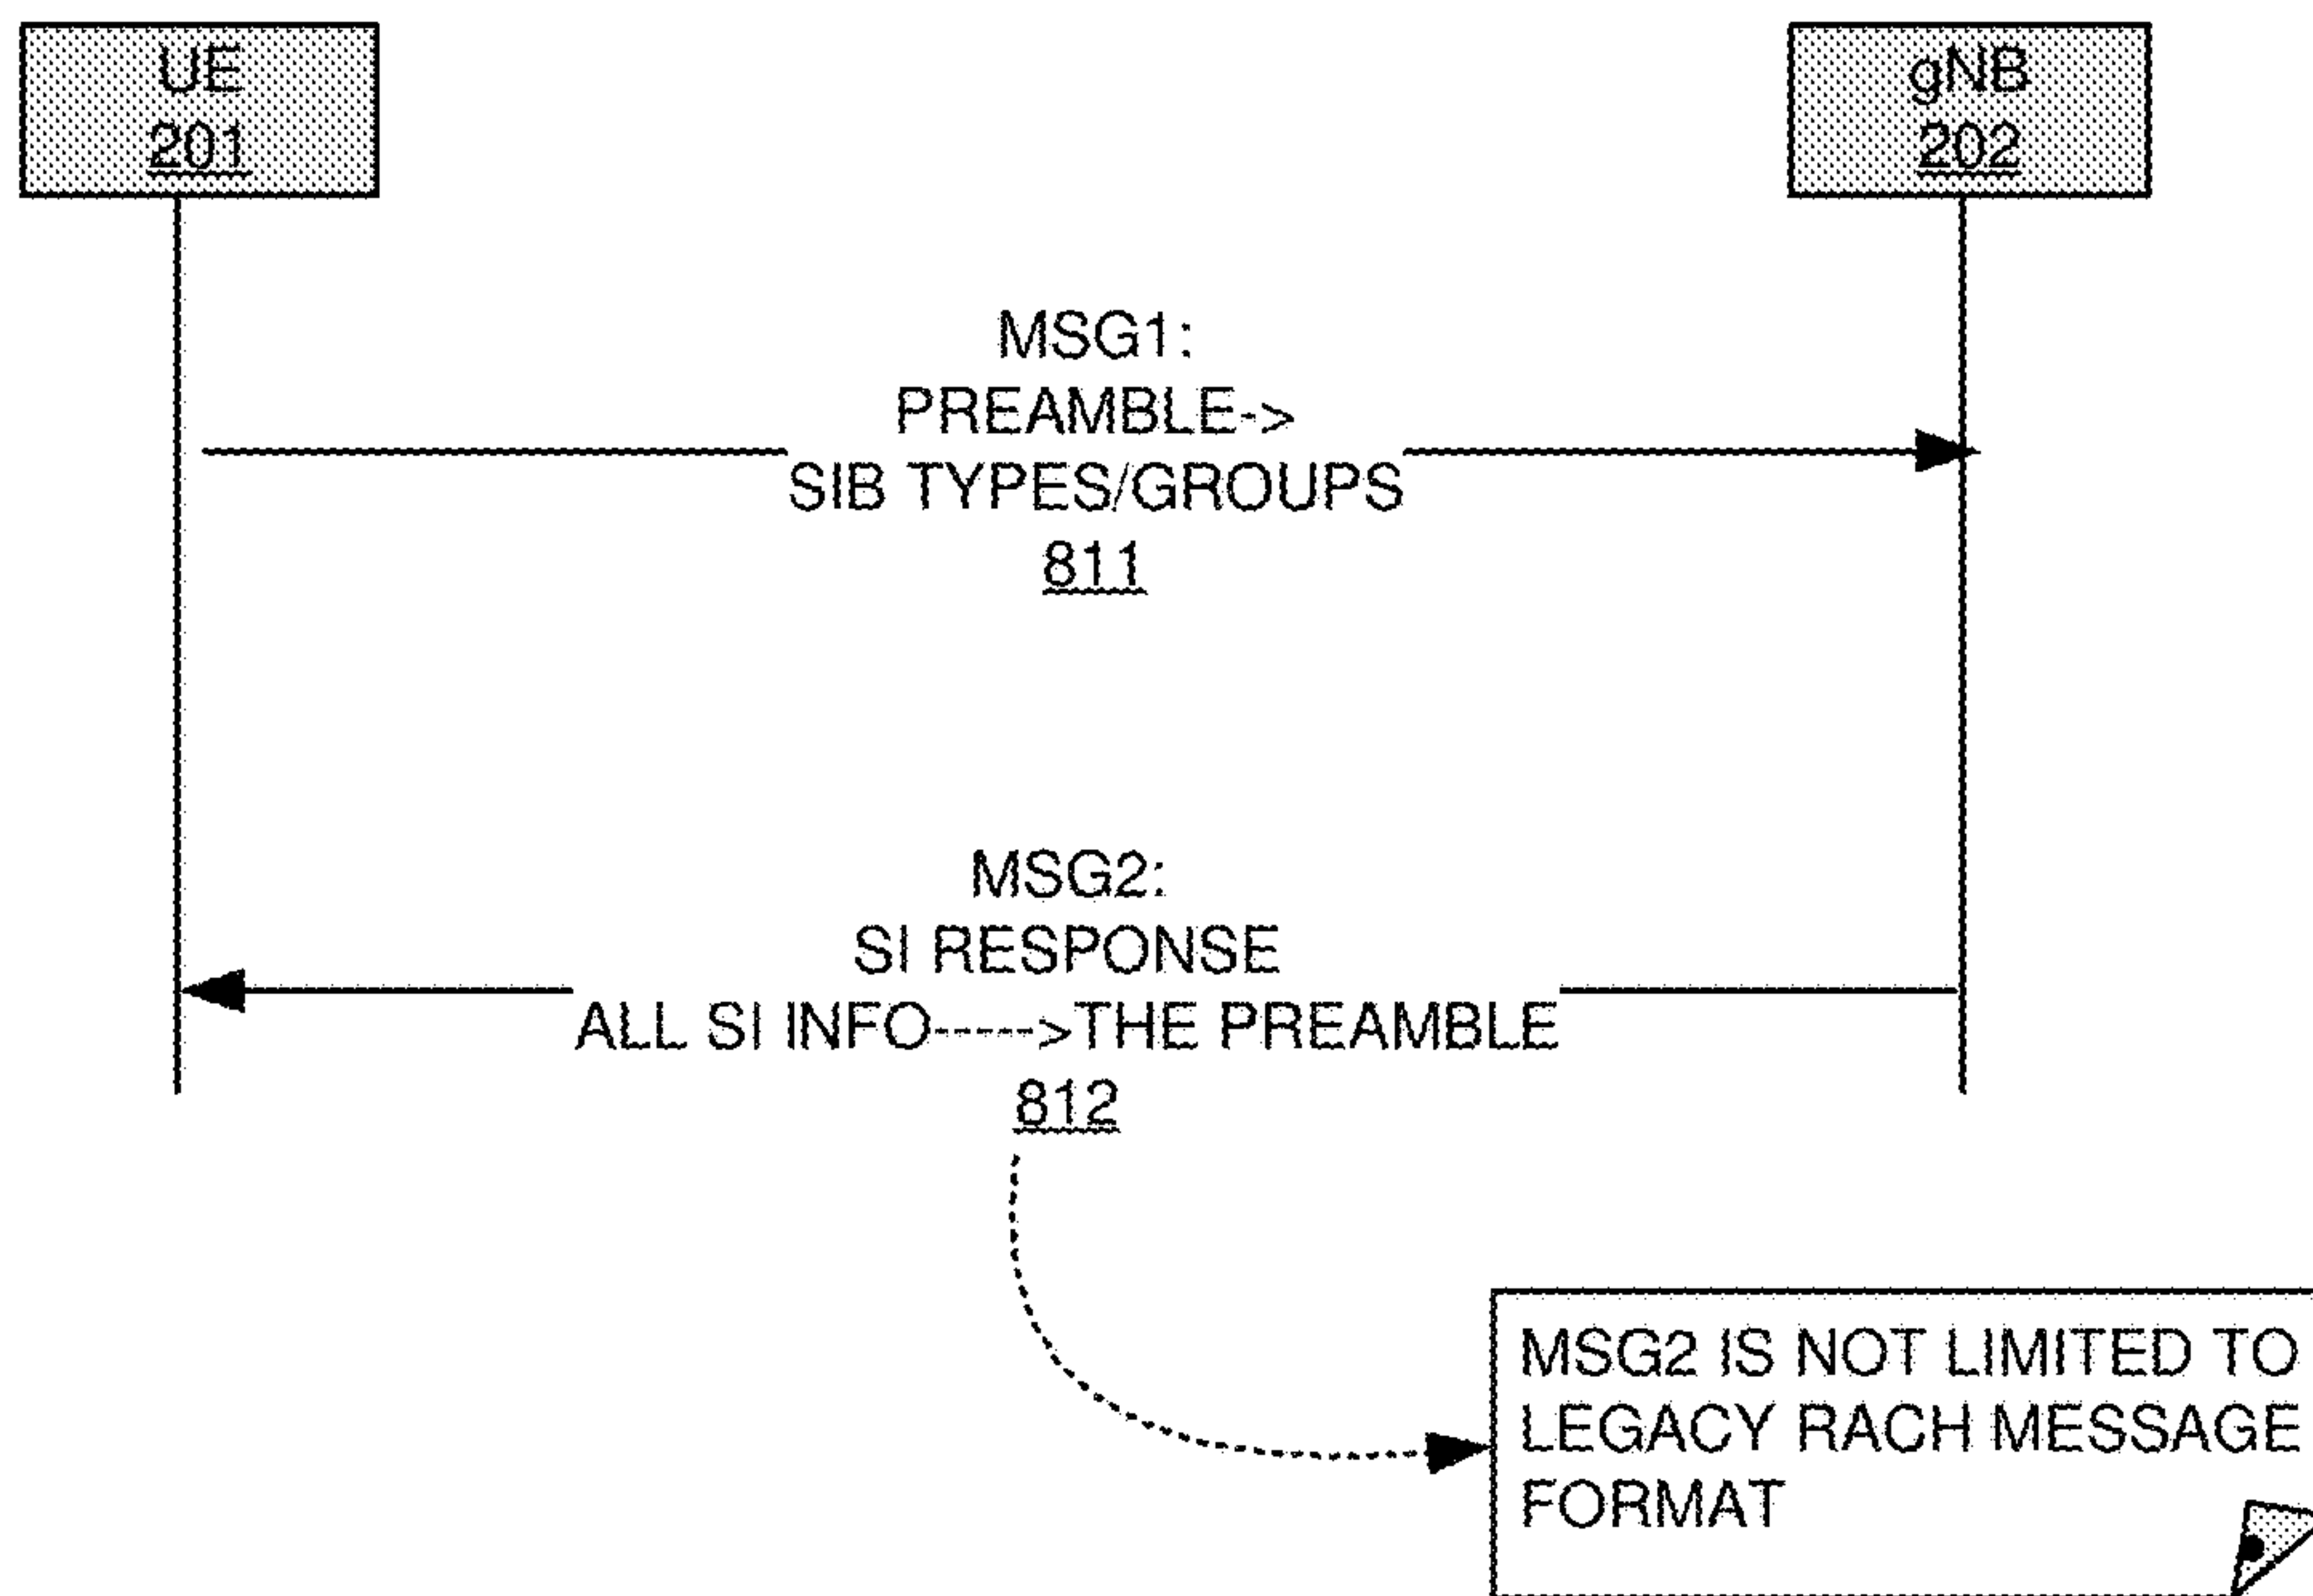 UE
201
gNB
202
MSG1:
PREAMBLE->
SIB TYPES/GROUPS
811
MSG2:
SI RESPONSE
ALL SI INFO----->THE PREAMBLE
812
MSG2 IS NOT LIMITED TO
LEGACY RACH MESSAGE
FORMAT